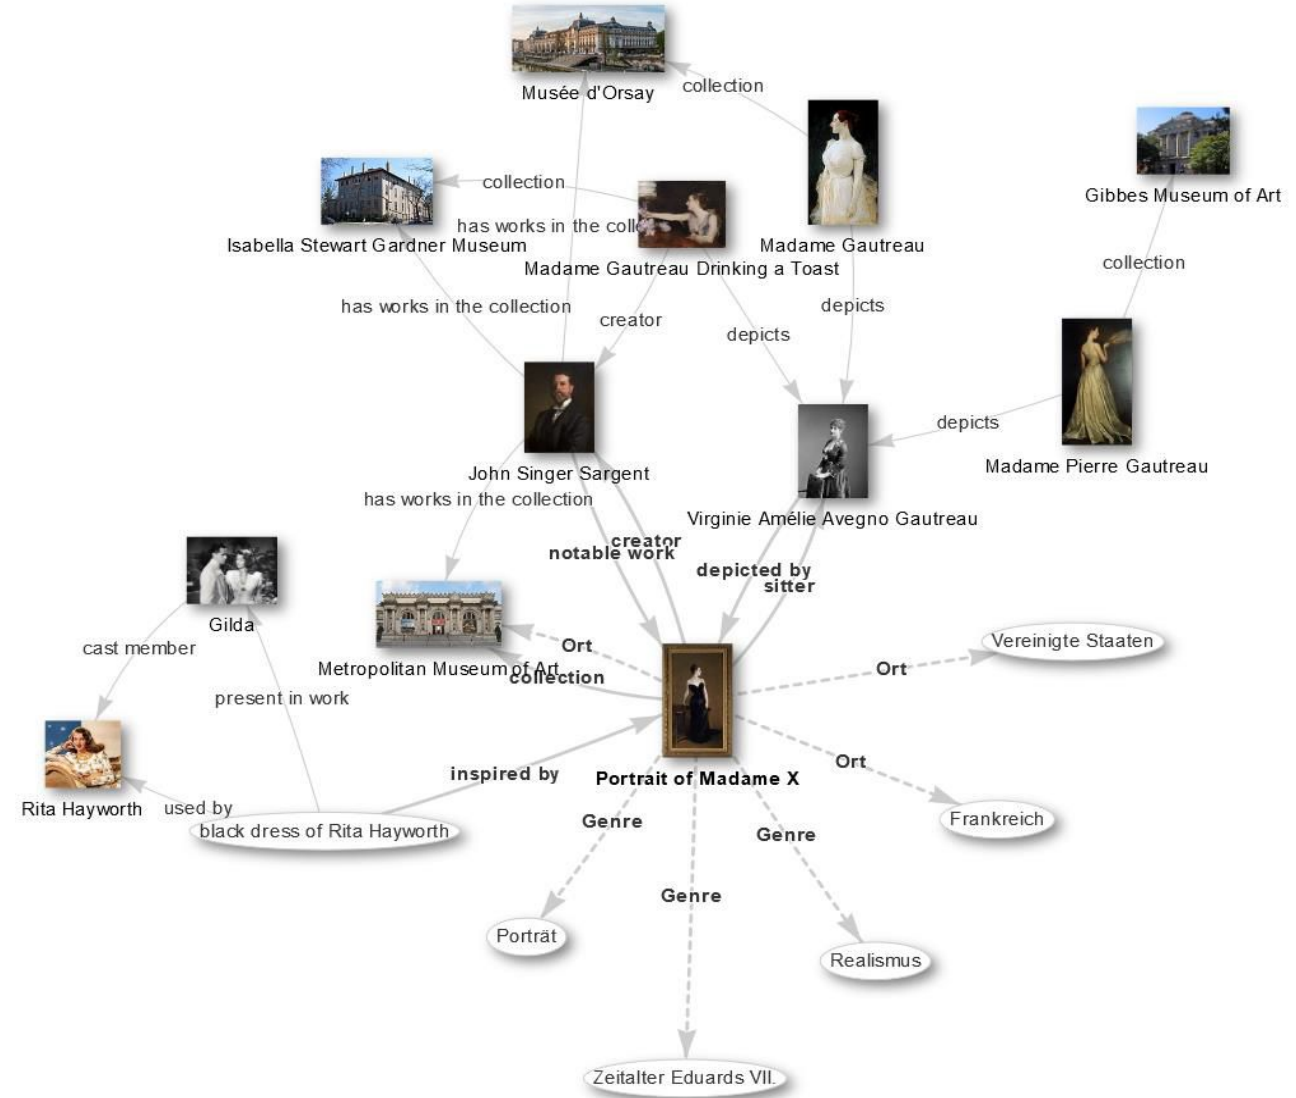 Musée d'Orsay
collection
Gibbes Museum of Art
collection
has works in the colle
Isabella Stewart Gardner Museum
Madame Gautreau
Madame Gautreau Drinking a Toast
collection
has works in the collection
creator
depicts
depicts
depicts
Madame Pierre Gautreau
John Singer Sargent
has works in the collection
Virginie Amélie Avegno Gautreau
creator
notable work
depicted by
sitter
Gilda
cast member
Ort
Metropolitan Museum of Art
collection
Vereinigte Staaten
Ort
present in work
inspired by
Portrait of Madame X
Ort
Rita Hayworth
used by
black dress of Rita Hayworth
Genre
Genre
Frankreich
Genre
Porträt
Realismus
Zeitalter Eduards VII.